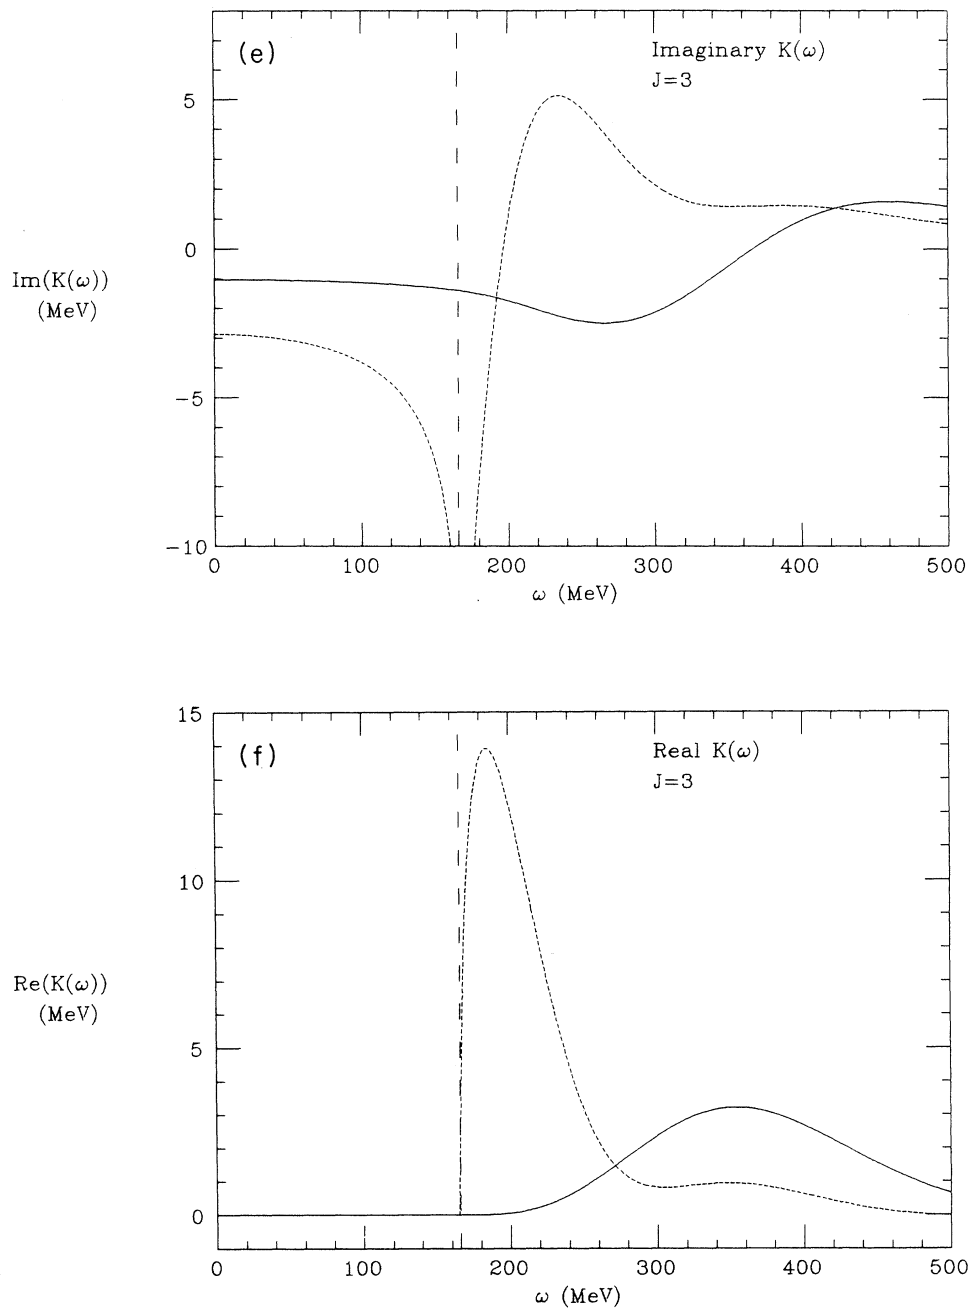 (e)
Imaginary K(ω)
J=3
5
0
Im(K(ω))
(MeV)
−5
−10
0 100 200 300 400 500
ω (MeV)
15
(f)
Real K(ω)
J=3
10
Re(K(ω))
(MeV)
5
0
0 100 200 300 400 500
ω (MeV)